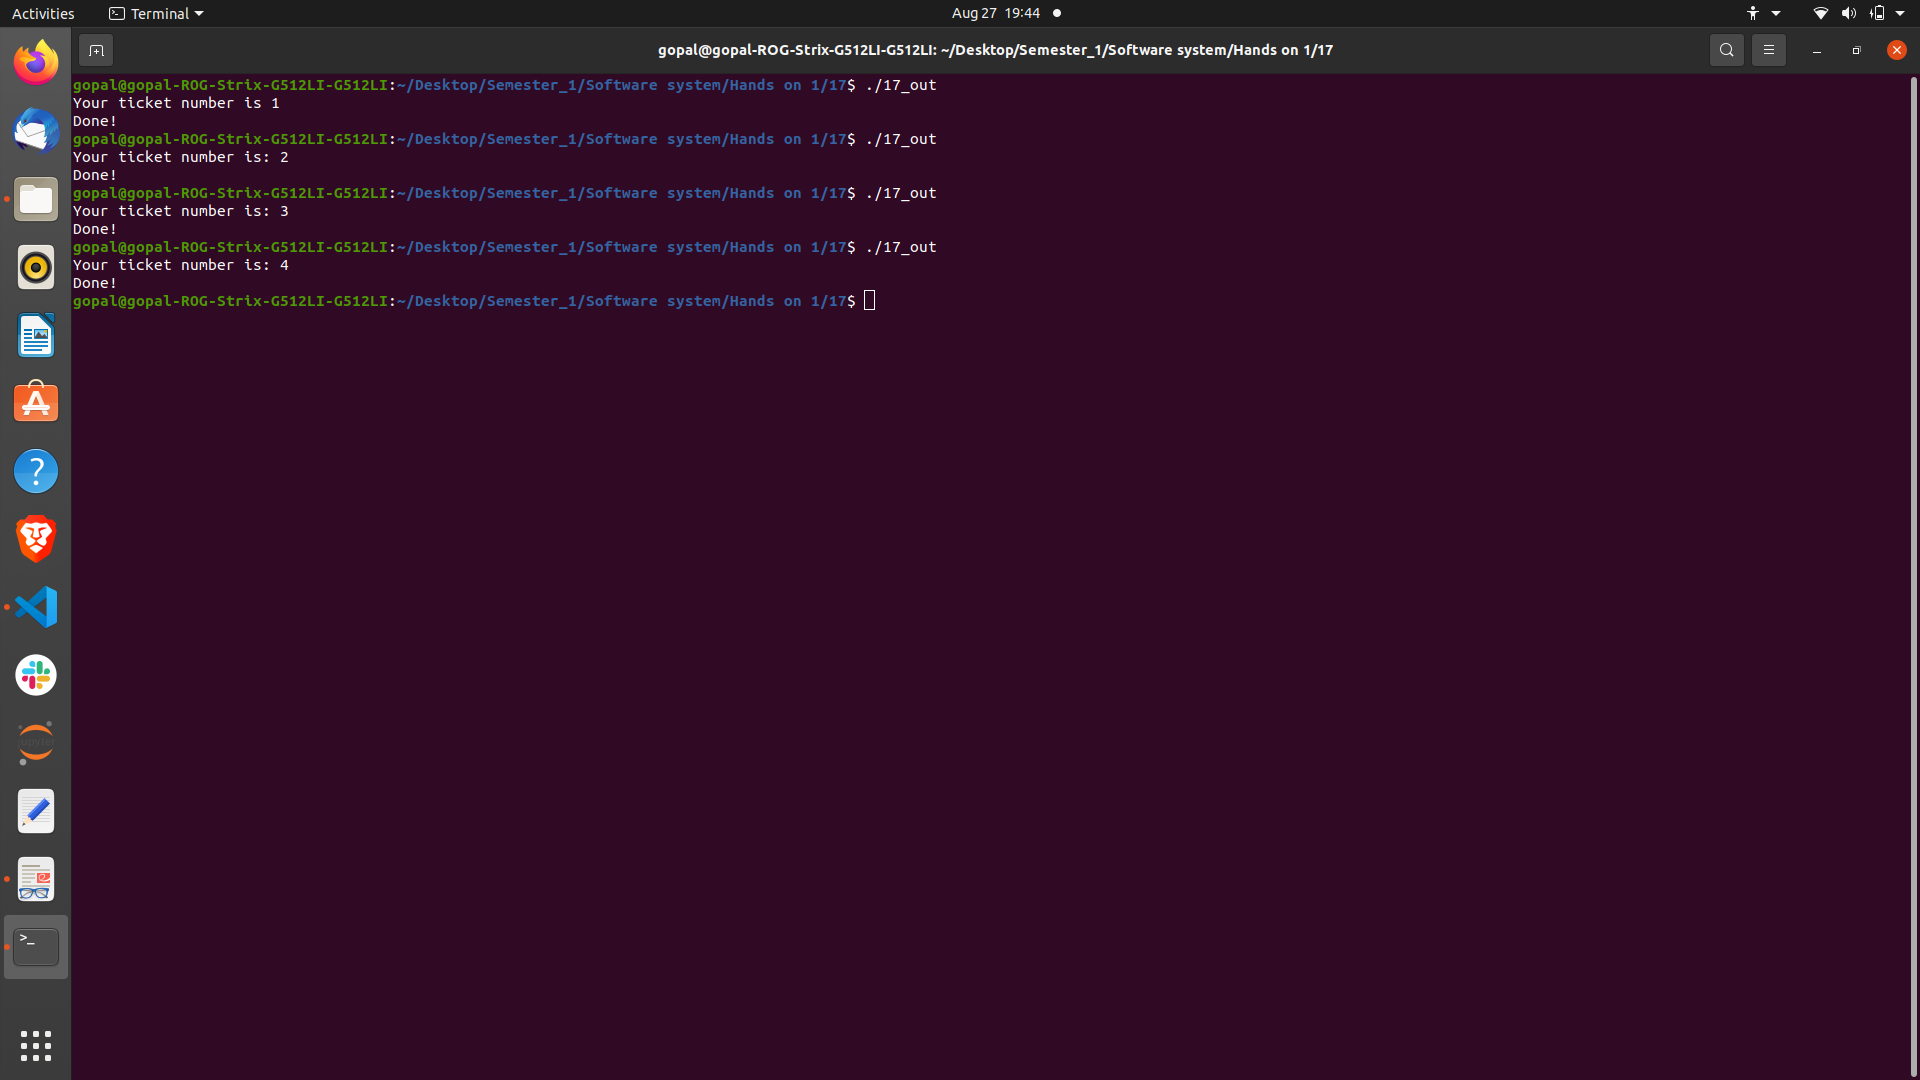 Activities
Terminal
Aug 27 19:44
gopal@gopal-ROG-Strix-G512LI-G512LI: ~/Desktop/Semester_1/Software system/Hands on 1/17
gopal@gopal-ROG-Strix-G512LI-G512LI:~/Desktop/Semester_1/Software system/Hands on 1/17$ ./17_out
Your ticket number is 1
Done!
gopal@gopal-ROG-Strix-G512LI-G512LI:~/Desktop/Semester_1/Software system/Hands on 1/17$ ./17_out
Your ticket number is: 2
Done!
gopal@gopal-ROG-Strix-G512LI-G512LI:~/Desktop/Semester_1/Software system/Hands on 1/17$ ./17_out
Your ticket number is: 3
Done!
gopal@gopal-ROG-Strix-G512LI-G512LI:~/Desktop/Semester_1/Software system/Hands on 1/17$ ./17_out
Your ticket number is: 4
Done!
gopal@gopal-ROG-Strix-G512LI-G512LI:~/Desktop/Semester_1/Software system/Hands on 1/17$